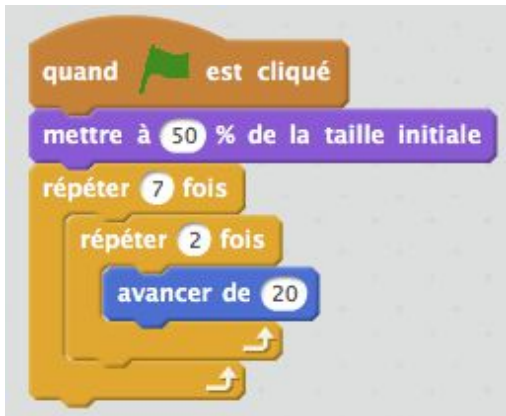 quand est cliqué
mettre à 50 % de la taille initiale
répéter 7 fois
répéter 2 fois
avancer de 20